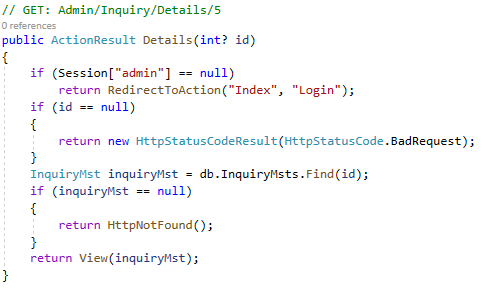 // GET: Admin/Inquiry/Details/5
0 references
public ActionResult Details(int? id)
{
    if (Session["admin"] == null)
        return RedirectToAction("Index", "Login");
    if (id == null)
    {
        return new HttpStatusCodeResult(HttpStatusCode.BadRequest);
    }
    InquiryMst inquiryMst = db.InquiryMsts.Find(id);
    if (inquiryMst == null)
    {
        return HttpNotFound();
    }
    return View(inquiryMst);
}